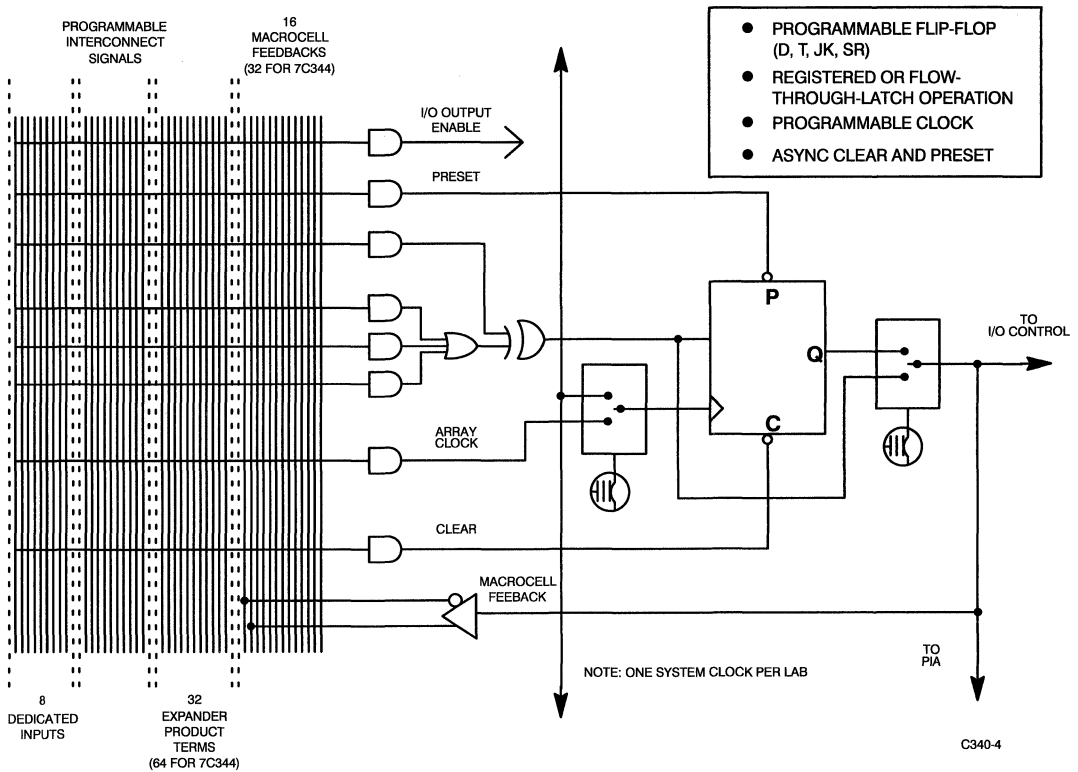 PROGRAMMABLE
INTERCONNECT
SIGNALS
16
MACROCELL
FEEDBACKS
(32 FOR 7C344)
● PROGRAMMABLE FLIP-FLOP
(D, T, JK, SR)
● REGISTERED OR FLOW-
THROUGH-LATCH OPERATION
● PROGRAMMABLE CLOCK
● ASYNC CLEAR AND PRESET
I/O OUTPUT
ENABLE
PRESET
P
Q
C
TO
I/O CONTROL
ARRAY
CLOCK
CLEAR
MACROCELL
FEEBACK
NOTE: ONE SYSTEM CLOCK PER LAB
TO
PIA
8
DEDICATED
INPUTS
32
EXPANDER
PRODUCT
TERMS
(64 FOR 7C344)
C340-4